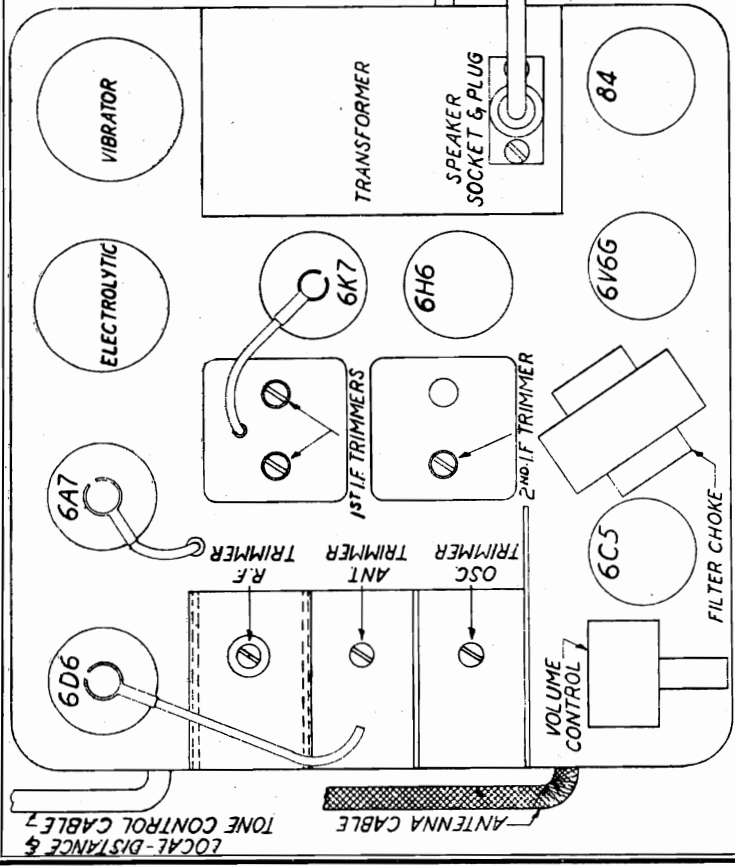 VIBRATOR
TRANSFORMER
SPEAKER
SOCKET & PLUG
84
ELECTROLYTIC
6K7
6H6
6V6G
1ST I.F. TRIMMERS
2ND. I.F. TRIMMER
6A7
R.F.
TRIMMER
ANT.
TRIMMER
OSC.
TRIMMER
6C5
FILTER CHOKE
6D6
VOLUME
CONTROL
LOCAL-DISTANCE &
TONE CONTROL CABLE
ANTENNA CABLE